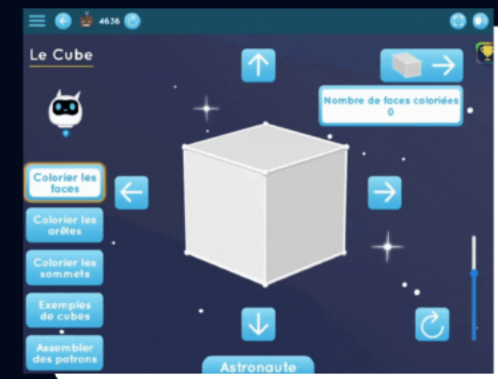 4636
Le Cube
Nombre de faces coloriées
0
Colorier les
faces
Colorier les
arêtes
Colorier les
sommets
Exemples
de cubes
Assembler
des patrons
Astronaute